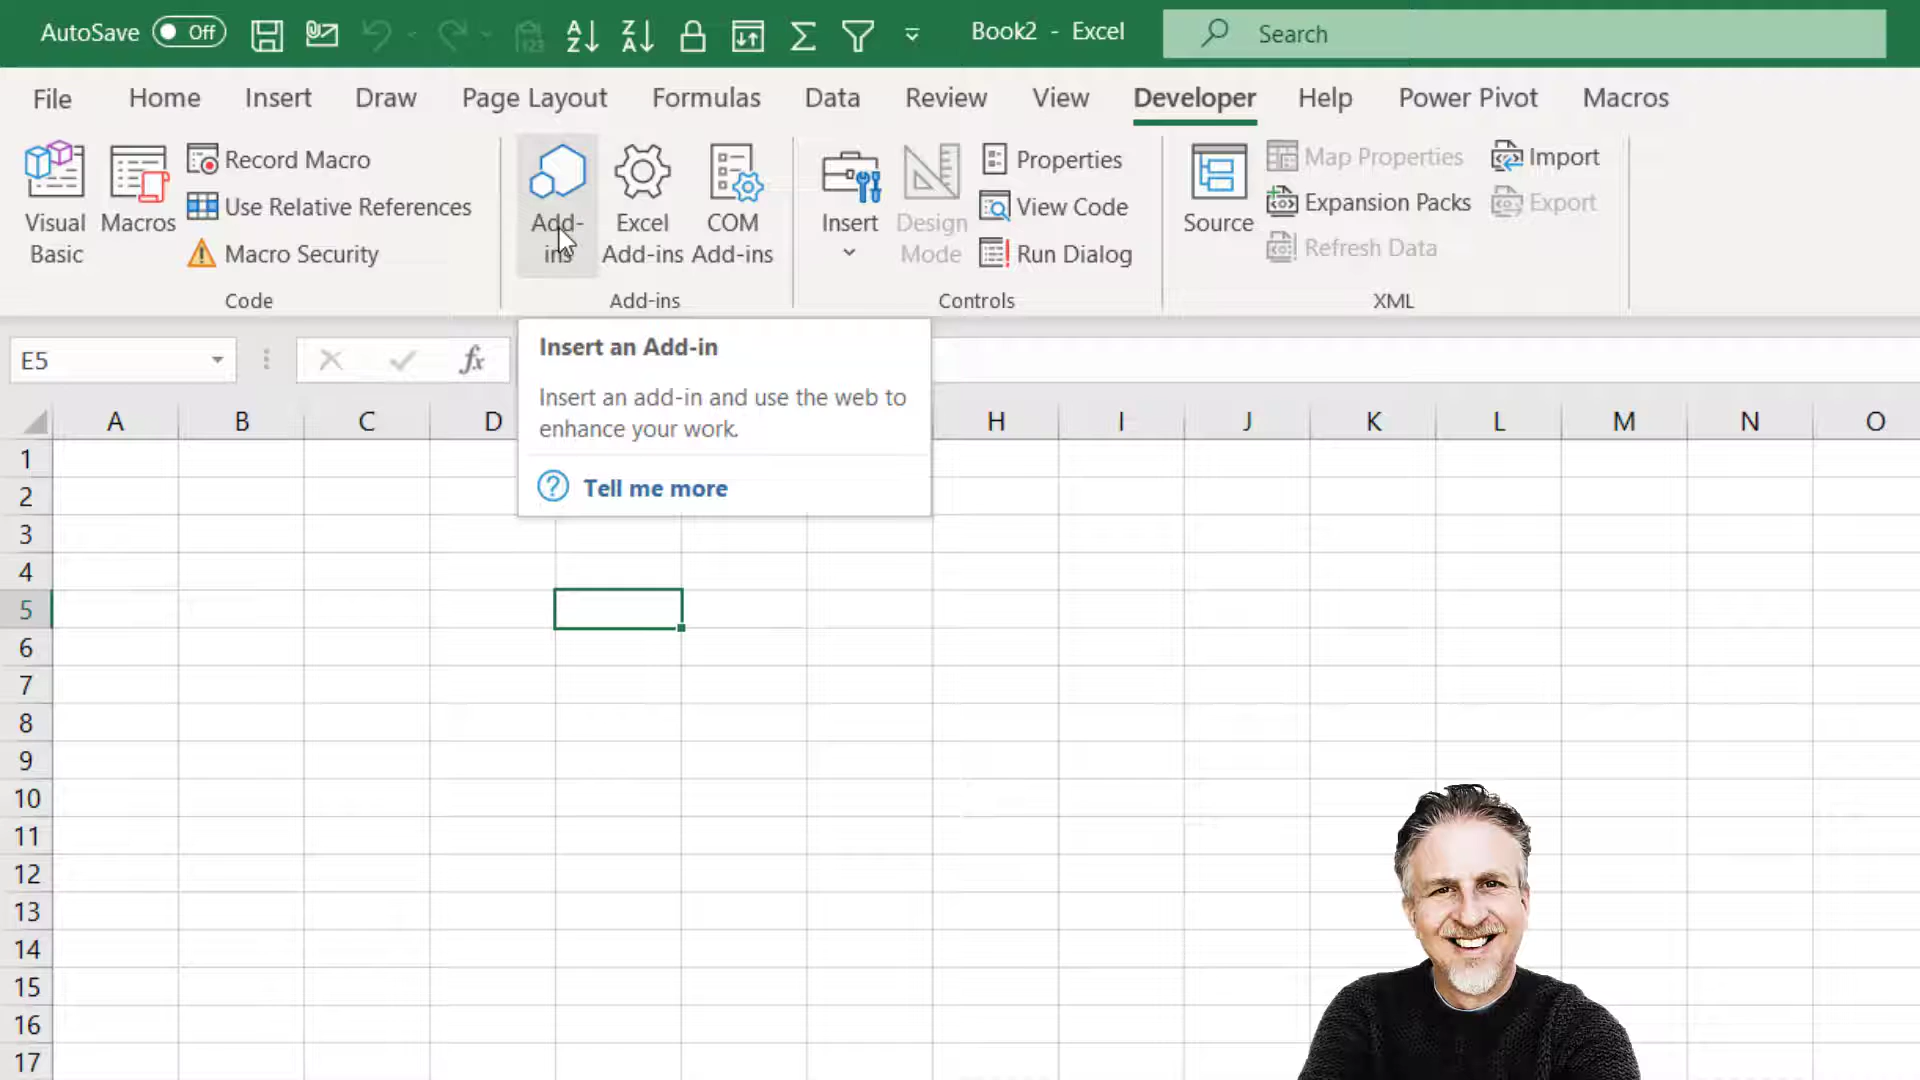 AutoSave Off Book2 - Excel Search
File Home Insert Draw Page Layout Formulas Data Review View Developer Help Power Pivot Macros
Visual Basic
Macros
Record Macro
Use Relative References
Macro Security
Code
Add-ins
Excel Add-ins
COM Add-ins
Add-ins
Insert
Design Mode
Properties
View Code
Run Dialog
Controls
Source
Map Properties
Expansion Packs
Refresh Data
Import
Export
XML
E5 fx
Insert an Add-in
Insert an add-in and use the web to
enhance your work.
? Tell me more
A B C D H I J K L M N O
1
2
3
4
5
6
7
8
9
10
11
12
13
14
15
16
17